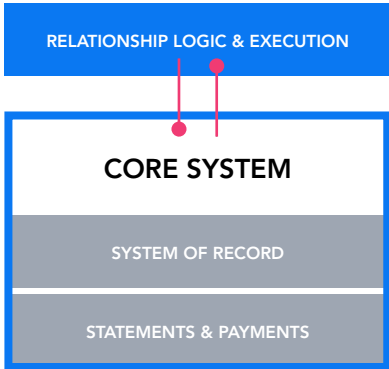 RELATIONSHIP LOGIC & EXECUTION
CORE SYSTEM
SYSTEM OF RECORD
STATEMENTS & PAYMENTS